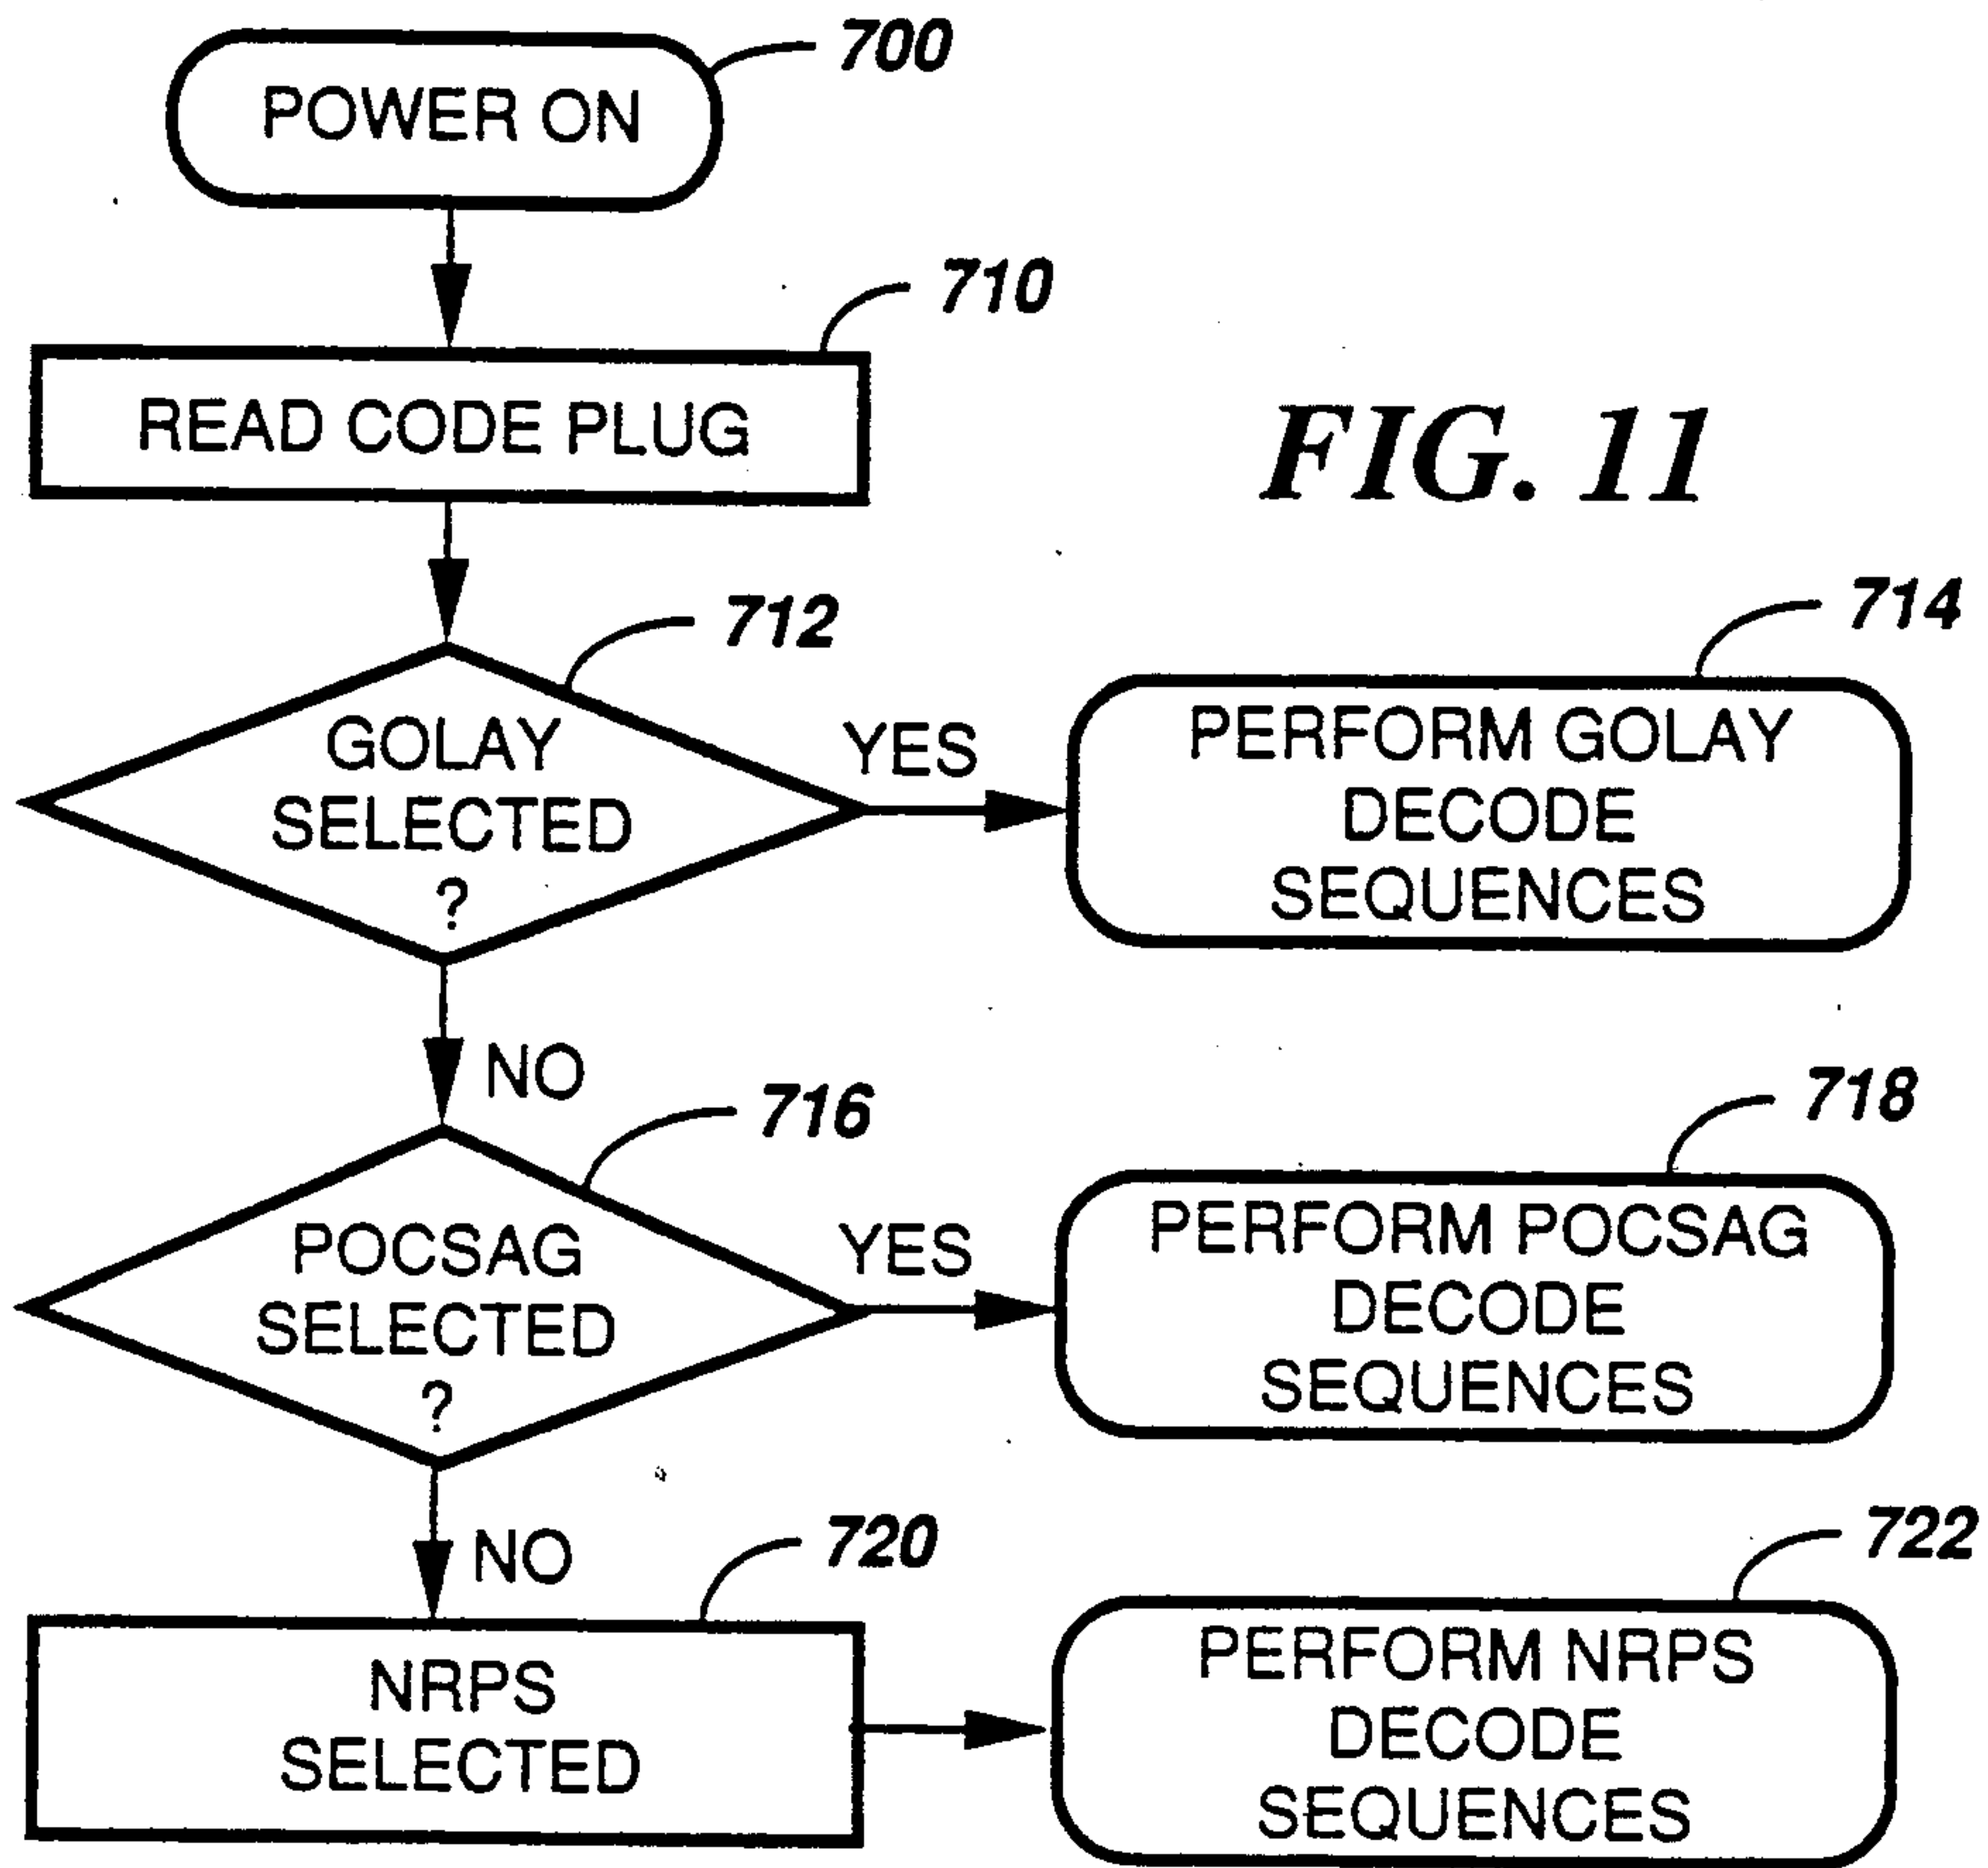 700
POWER ON
710
READ CODE PLUG
FIG. 11
712
GOLAY
SELECTED
?
YES
714
PERFORM GOLAY
DECODE
SEQUENCES
NO
716
POCSAG
SELECTED
?
YES
718
PERFORM POCSAG
DECODE
SEQUENCES
NO
720
NRPS
SELECTED
722
PERFORM NRPS
DECODE
SEQUENCES